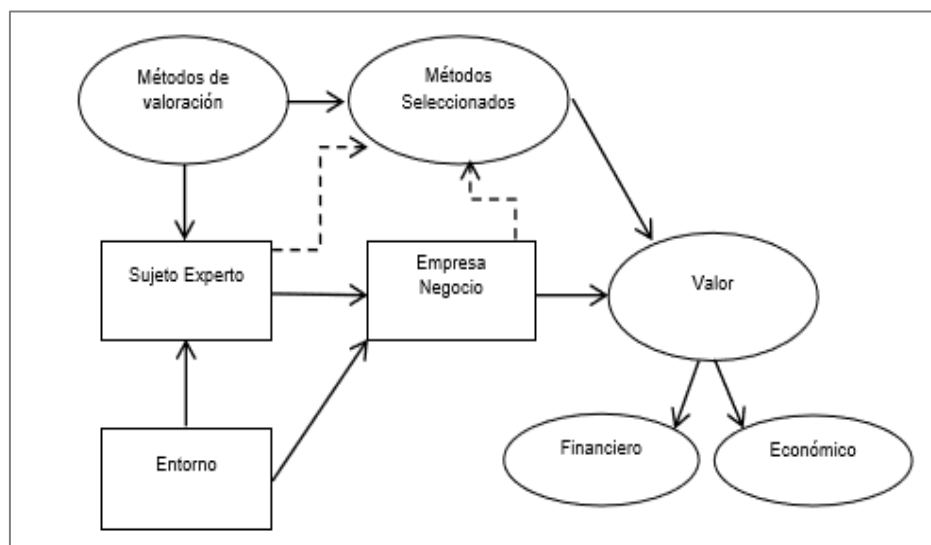 Métodos de
valoración
Métodos
Seleccionados
Sujeto Experto
Empresa
Negocio
Valor
Entorno
Financiero
Económico